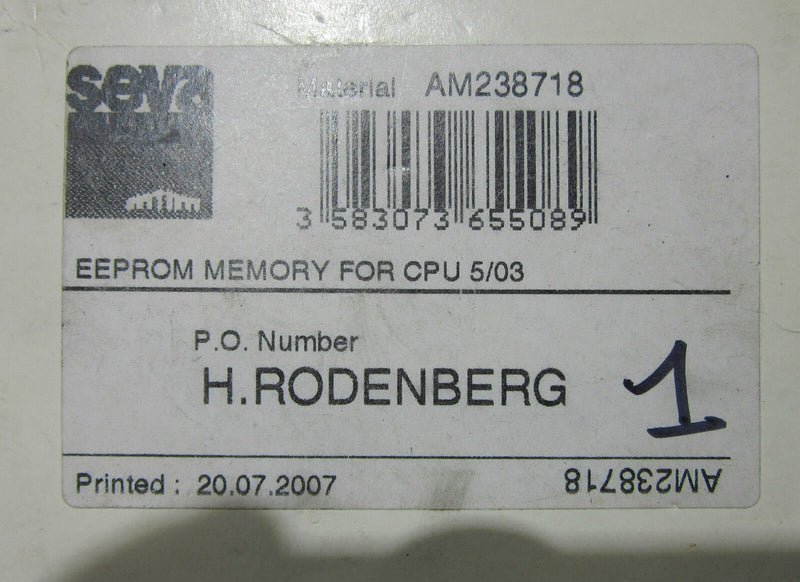 seva
Material AM238718
3 583073 655089
EEPROM MEMORY FOR CPU 5/03
P.O. Number
H.RODENBERG
1
Printed : 20.07.2007
AM238718